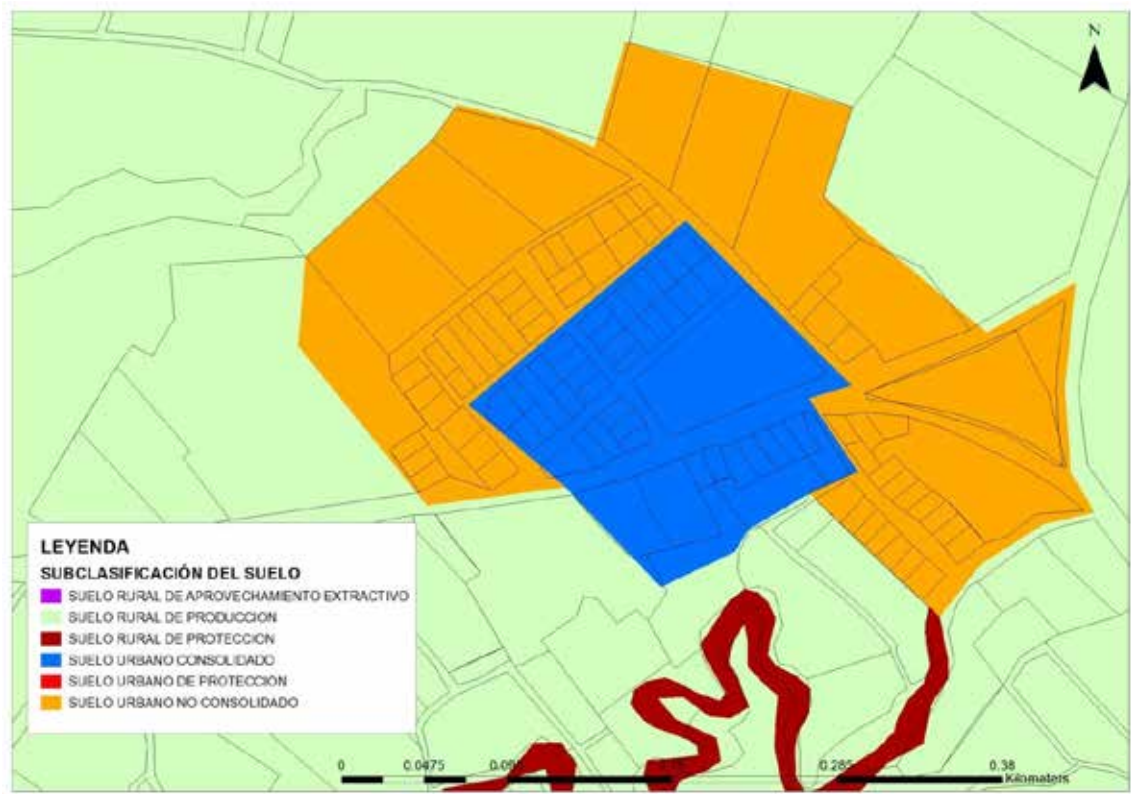 N
LEYENDA
SUBCLASIFICACIÓN DEL SUELO
SUELO RURAL DE APROVECHAMIENTO EXTRACTIVO
SUELO RURAL DE PRODUCCION
SUELO RURAL DE PROTECCION
SUELO URBANO CONSOLIDADO
SUELO URBANO DE PROTECCION
SUELO URBANO NO CONSOLIDADO
0 0.0475 0.285 0.38
Kilometers